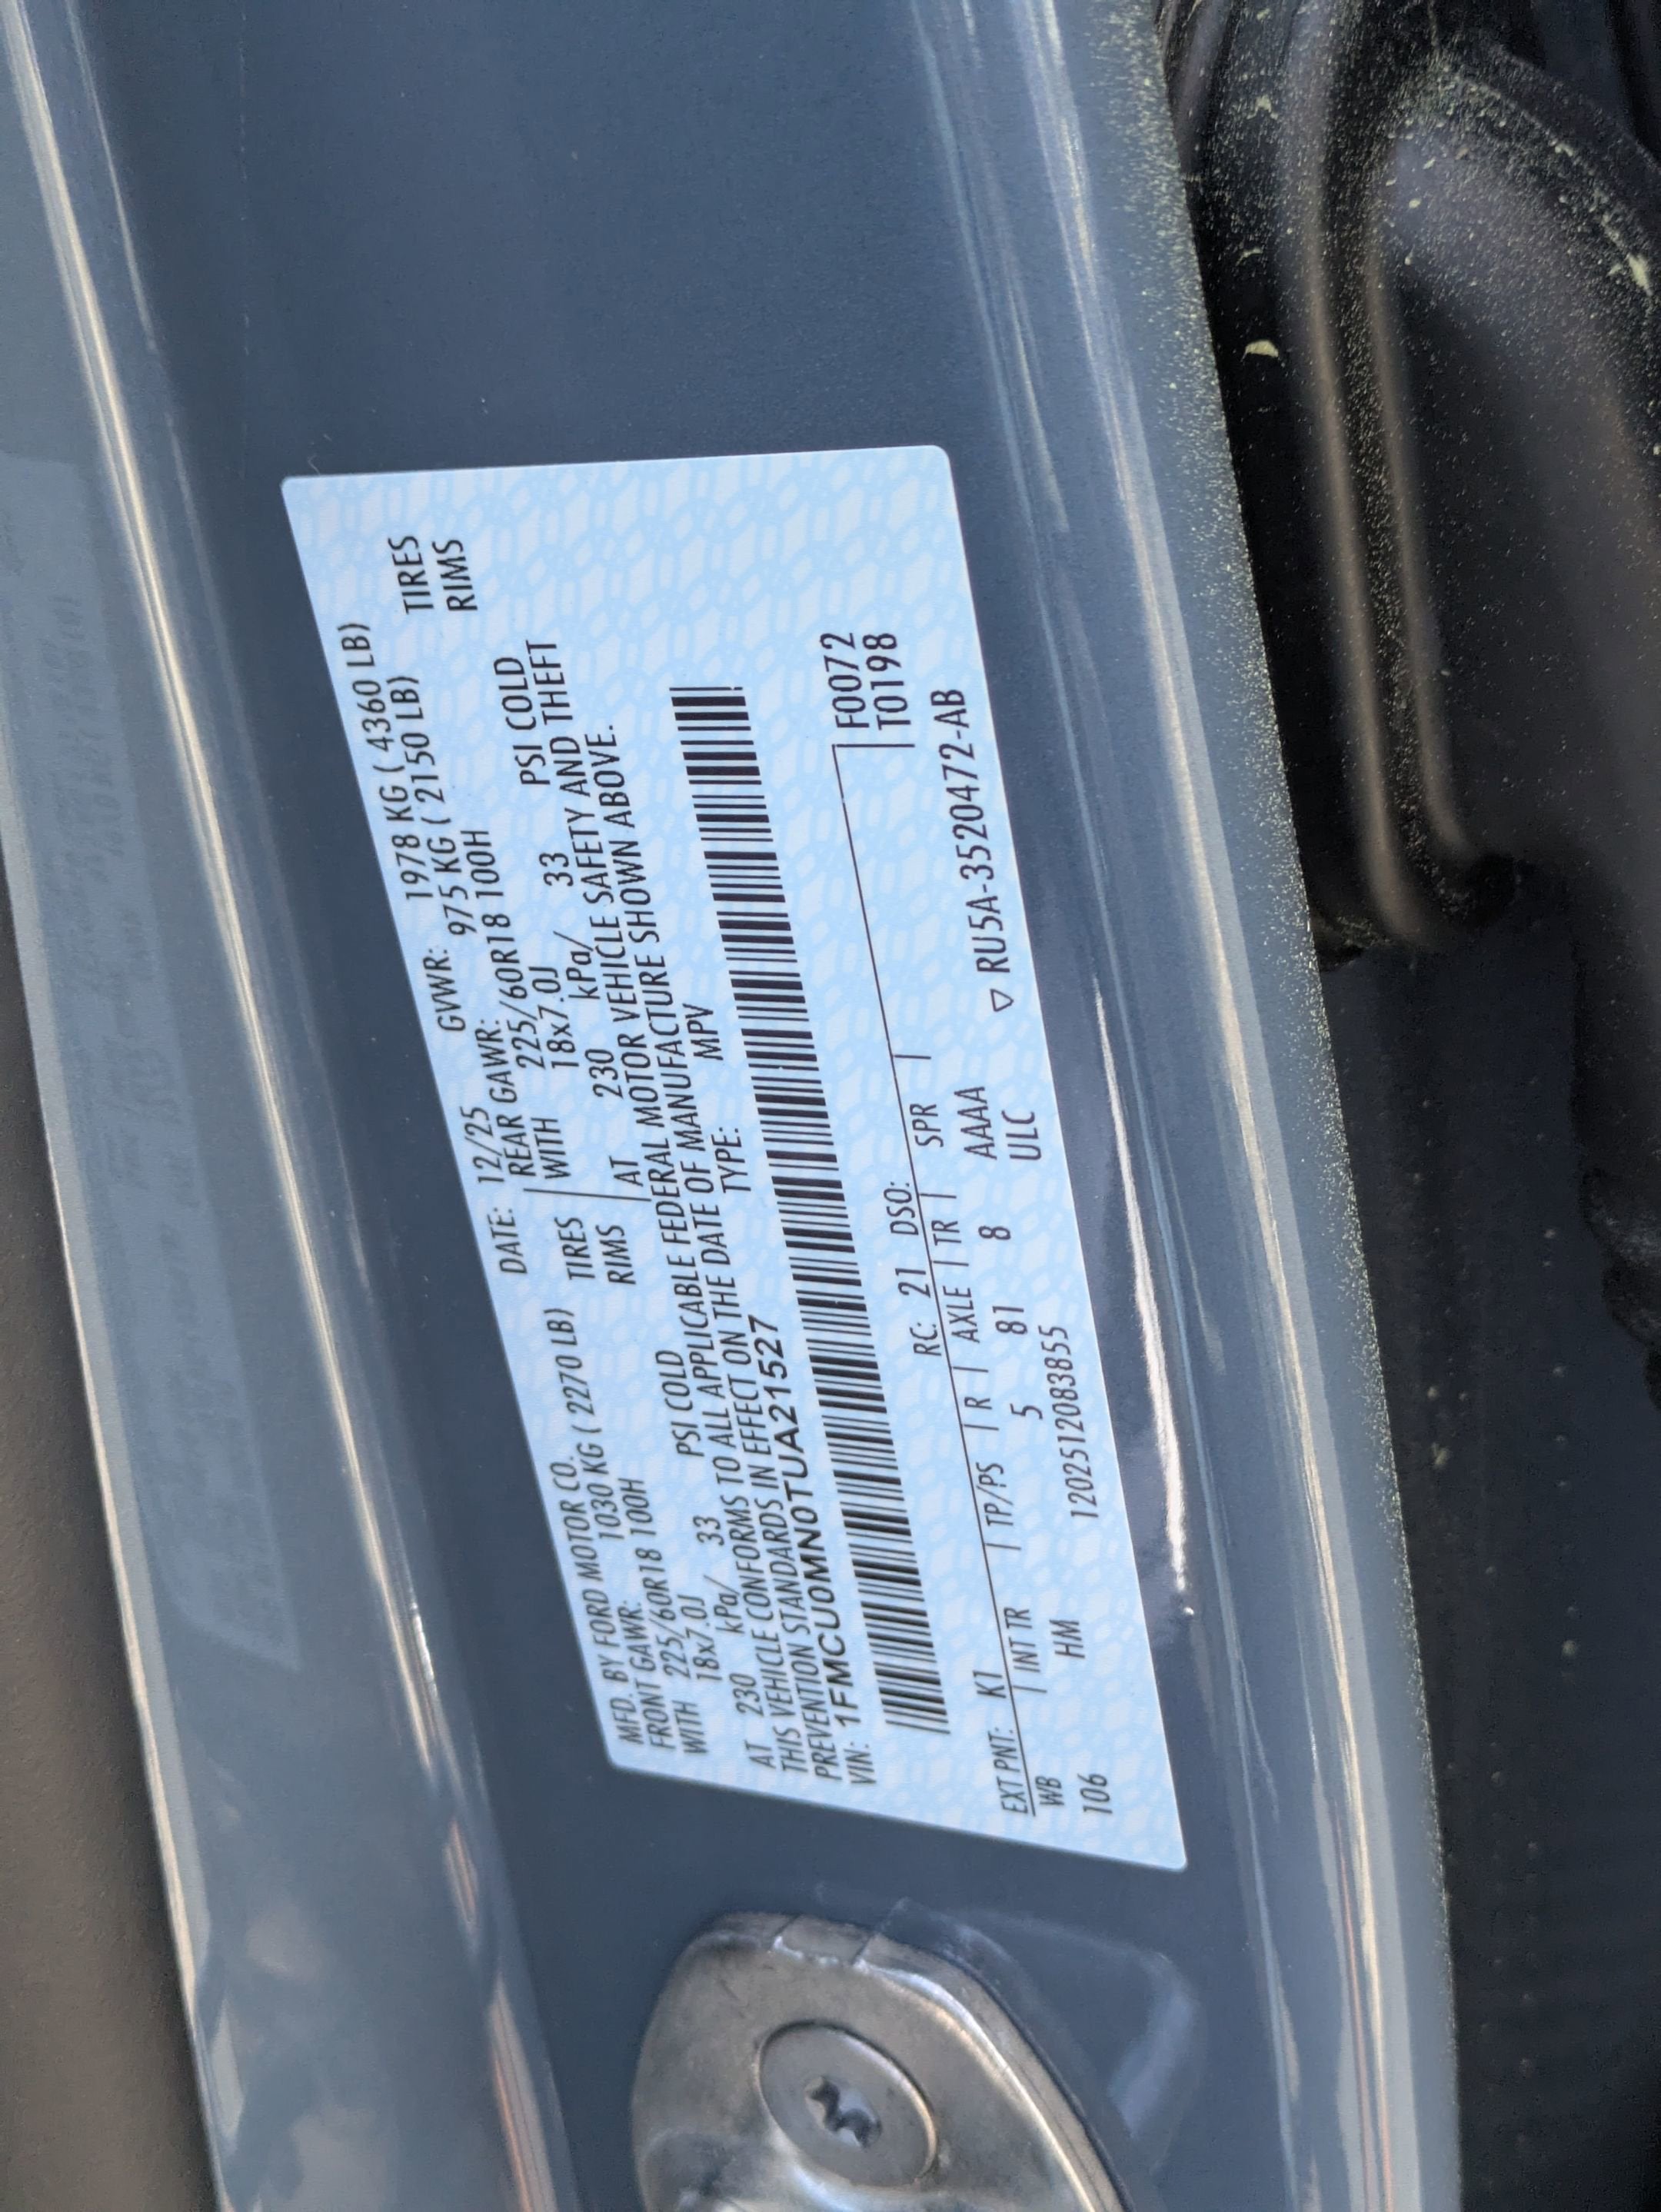 MFD. BY FORD MOTOR CO. DATE: 12/25 GVWR: 1978 KG ( 4360 LB)
FRONT GAWR: 1030 KG ( 2270 LB) REAR GAWR: 975 KG ( 2150 LB)
WITH 225/60R18 100H TIRES WITH 225/60R18 100H TIRES
18x7.0J RIMS 18x7.0J RIMS
AT 230 kPa/ 33 PSI COLD AT 230 kPa/ 33 PSI COLD
THIS VEHICLE CONFORMS TO ALL APPLICABLE FEDERAL MOTOR VEHICLE SAFETY AND THEFT
PREVENTION STANDARDS IN EFFECT ON THE DATE OF MANUFACTURE SHOWN ABOVE.
VIN: 1FMCU0MN0TUA21527 TYPE: MPV
EXT PNT: K1 RC: 21 DSO: F0072
WB INT TR TP/PS R AXLE TR SPR T0198
106 HM 5 81 8 AAAA
1202512083855 ULC ▽ RU5A-3520472-AB